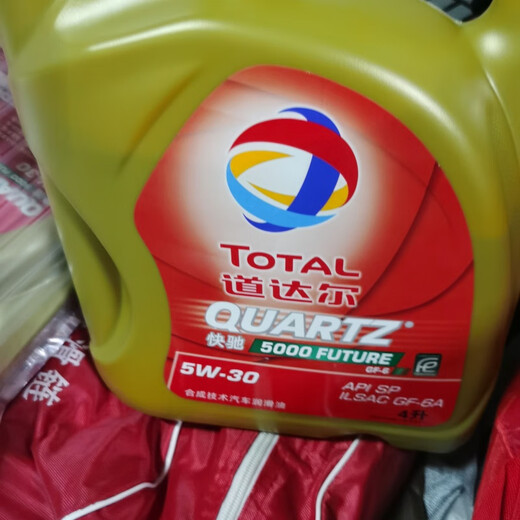 TOTAL
道达尔
QUARTZ
快驰 5000 FUTURE
GF-6
5W-30
API SP
ILSAC GF-6A
合成技术汽车润滑油
4升
QUARTZ